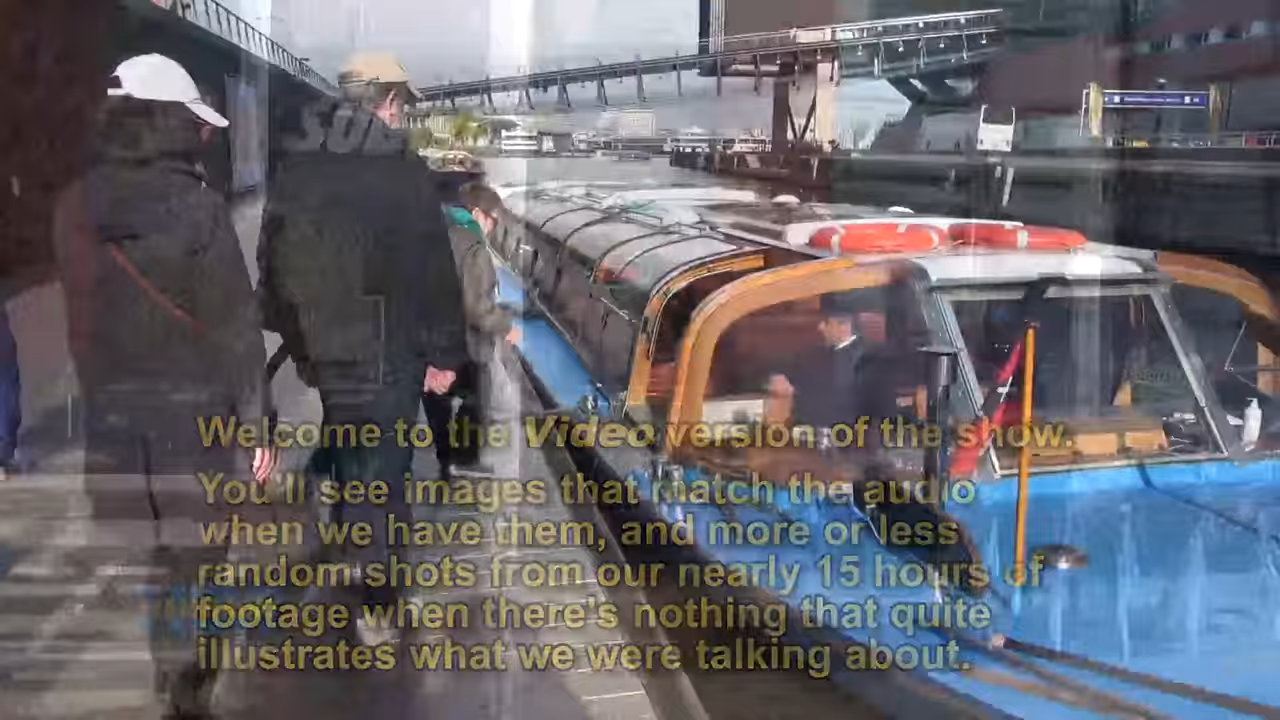 Welcome to the Video version of the show.
You'll see images that match the audio
when we have them, and more or less
random shots from our nearly 15 hours of
footage when there's nothing that quite
illustrates what we were talking about.